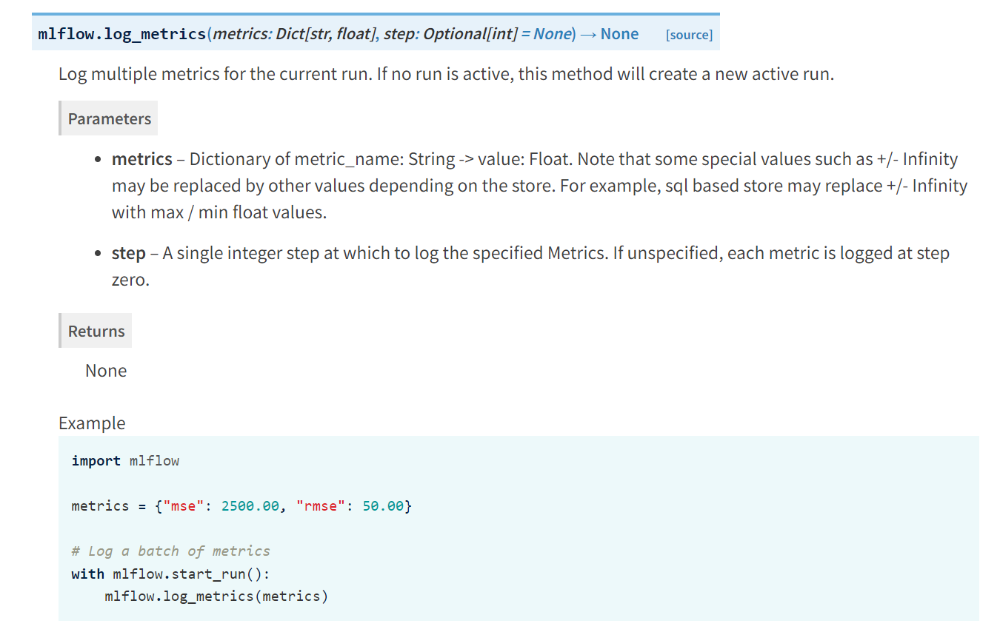 mlflow.log_metrics(metrics: Dict[str, float], step: Optional[int] = None) → None [source]
Log multiple metrics for the current run. If no run is active, this method will create a new active run.
Parameters
• metrics – Dictionary of metric_name: String -> value: Float. Note that some special values such as +/- Infinity
may be replaced by other values depending on the store. For example, sql based store may replace +/- Infinity
with max / min float values.
• step – A single integer step at which to log the specified Metrics. If unspecified, each metric is logged at step
zero.
Returns
None
Example
import mlflow
metrics = {"mse": 2500.00, "rmse": 50.00}
# Log a batch of metrics
with mlflow.start_run():
    mlflow.log_metrics(metrics)